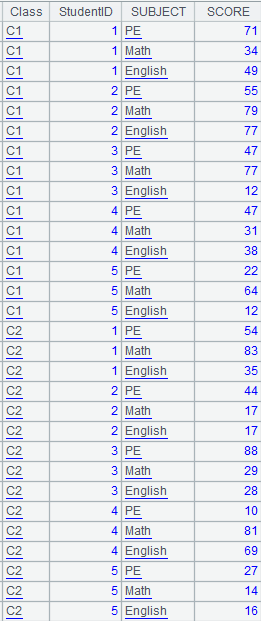 Class StudentID SUBJECT SCORE
C1 1 PE 71
C1 1 Math 34
C1 1 English 49
C1 2 PE 55
C1 2 Math 79
C1 2 English 77
C1 3 PE 47
C1 3 Math 77
C1 3 English 12
C1 4 PE 47
C1 4 Math 31
C1 4 English 38
C1 5 PE 22
C1 5 Math 64
C1 5 English 12
C2 1 PE 54
C2 1 Math 83
C2 1 English 35
C2 2 PE 44
C2 2 Math 17
C2 2 English 17
C2 3 PE 88
C2 3 Math 29
C2 3 English 28
C2 4 PE 10
C2 4 Math 81
C2 4 English 69
C2 5 PE 27
C2 5 Math 14
C2 5 English 16